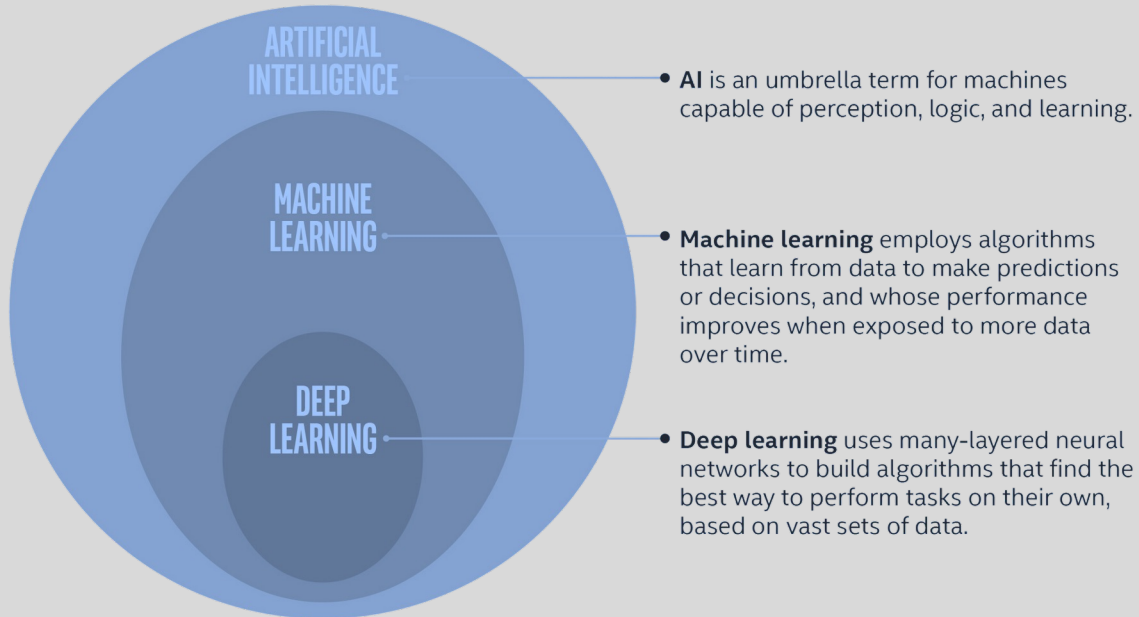 ARTIFICIAL
INTELLIGENCE
AI is an umbrella term for machines
capable of perception, logic, and learning.
MACHINE
LEARNING
Machine learning employs algorithms
that learn from data to make predictions
or decisions, and whose performance
improves when exposed to more data
over time.
DEEP
LEARNING
Deep learning uses many-layered neural
networks to build algorithms that find the
best way to perform tasks on their own,
based on vast sets of data.